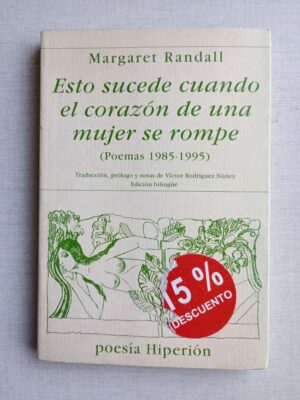 Margaret Randall
Esto sucede cuando
el corazón de una
mujer se rompe
(Poemas 1985-1995)
Traducción, prólogo y notas de Víctor Rodríguez Núñez
Edición bilingüe
15 %
DESCUENTO
poesía Hiperión